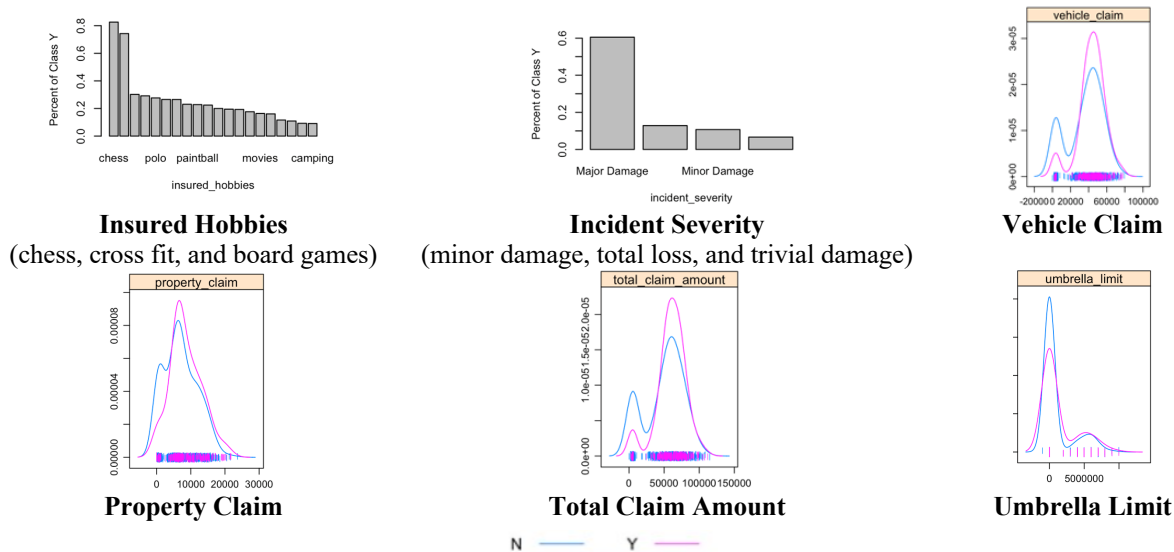 Percent of Class Y
0.0 0.2 0.4 0.6 0.8
chess polo paintball movies camping
insured_hobbies
Insured Hobbies
(chess, cross fit, and board games)
Percent of Class Y
0.0 0.2 0.4 0.6
Major Damage Minor Damage
incident_severity
Incident Severity
(minor damage, total loss, and trivial damage)
vehicle_claim
0e+00 1e-05 2e-05 3e-05
-20000 20000 60000 100000
Vehicle Claim
property_claim
0.00000 0.00004 0.00008
0 10000 20000 30000
Property Claim
total_claim_amount
0.0e+00 1.0e-05 1.5e-05 2.0e-05
0 50000 100000 150000
Total Claim Amount
umbrella_limit
0 5000000
Umbrella Limit
N Y